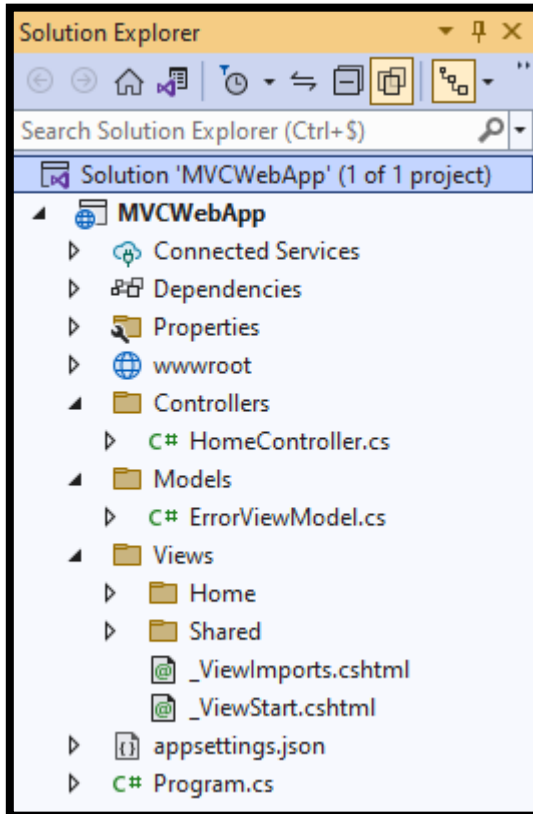 Solution Explorer
Search Solution Explorer (Ctrl+$)
Solution 'MVCWebApp' (1 of 1 project)
MVCWebApp
Connected Services
Dependencies
Properties
wwwroot
Controllers
C# HomeController.cs
Models
C# ErrorViewModel.cs
Views
Home
Shared
_ViewImports.cshtml
_ViewStart.cshtml
appsettings.json
C# Program.cs